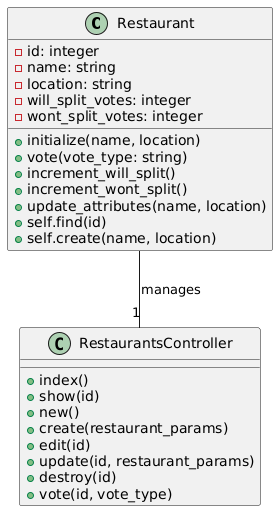 C Restaurant
id: integer
name: string
location: string
will_split_votes: integer
wont_split_votes: integer
initialize(name, location)
vote(vote_type: string)
increment_will_split()
increment_wont_split()
update_attributes(name, location)
self.find(id)
self.create(name, location)
manages
1
C RestaurantsController
index()
show(id)
new()
create(restaurant_params)
edit(id)
update(id, restaurant_params)
destroy(id)
vote(id, vote_type)